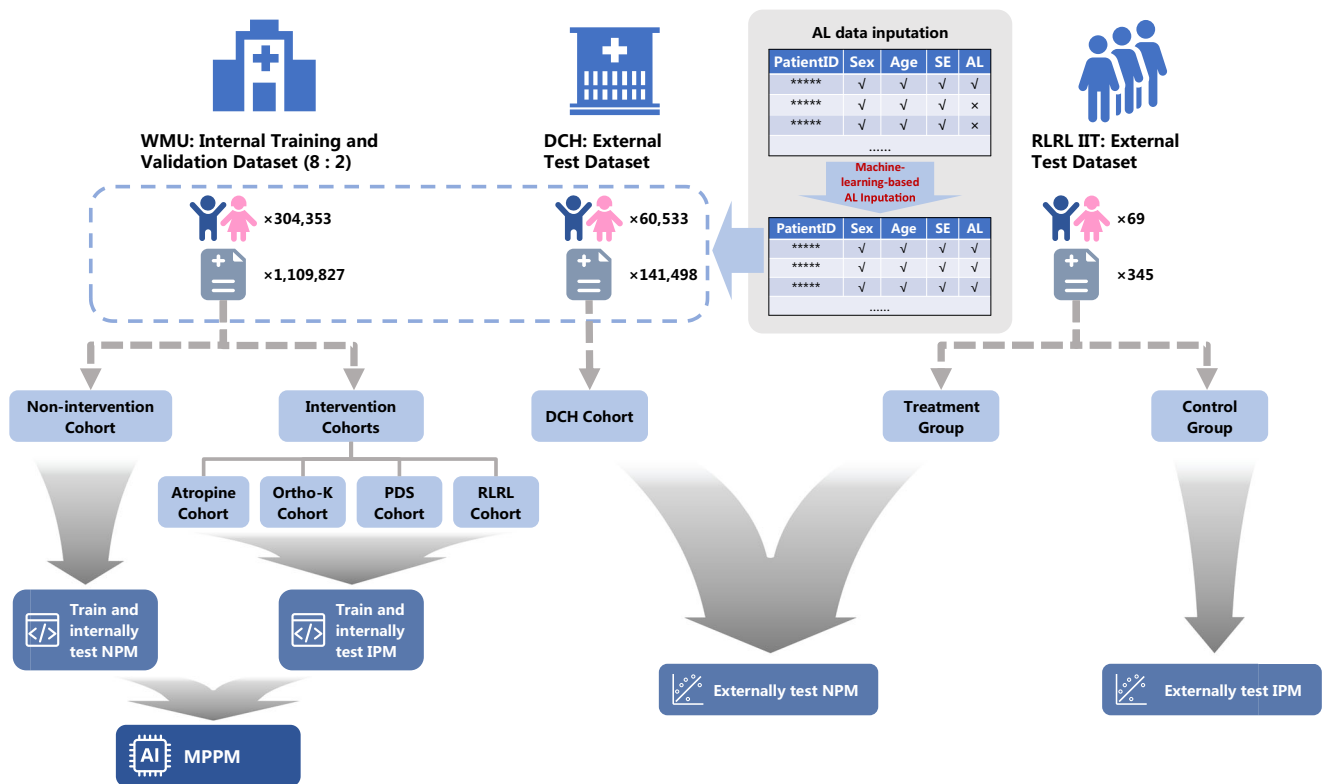 WMU: Internal Training and
Validation Dataset (8 : 2)
×304,353
×1,109,827
DCH: External
Test Dataset
×60,533
×141,498
AL data inputation
PatientID Sex Age SE AL
***** √ √ √ √
***** √ √ √ ×
***** √ √ √ ×
......
Machine-
learning-based
AL Inputation
PatientID Sex Age SE AL
***** √ √ √ √
***** √ √ √ √
***** √ √ √ √
......
RLRL IIT: External
Test Dataset
×69
×345
Non-intervention
Cohort
Intervention
Cohorts
DCH Cohort
Treatment
Group
Control
Group
Atropine
Cohort
Ortho-K
Cohort
PDS
Cohort
RLRL
Cohort
</> Train and
internally
test NPM
</> Train and
internally
test IPM
Externally test NPM
Externally test IPM
AI MPPM